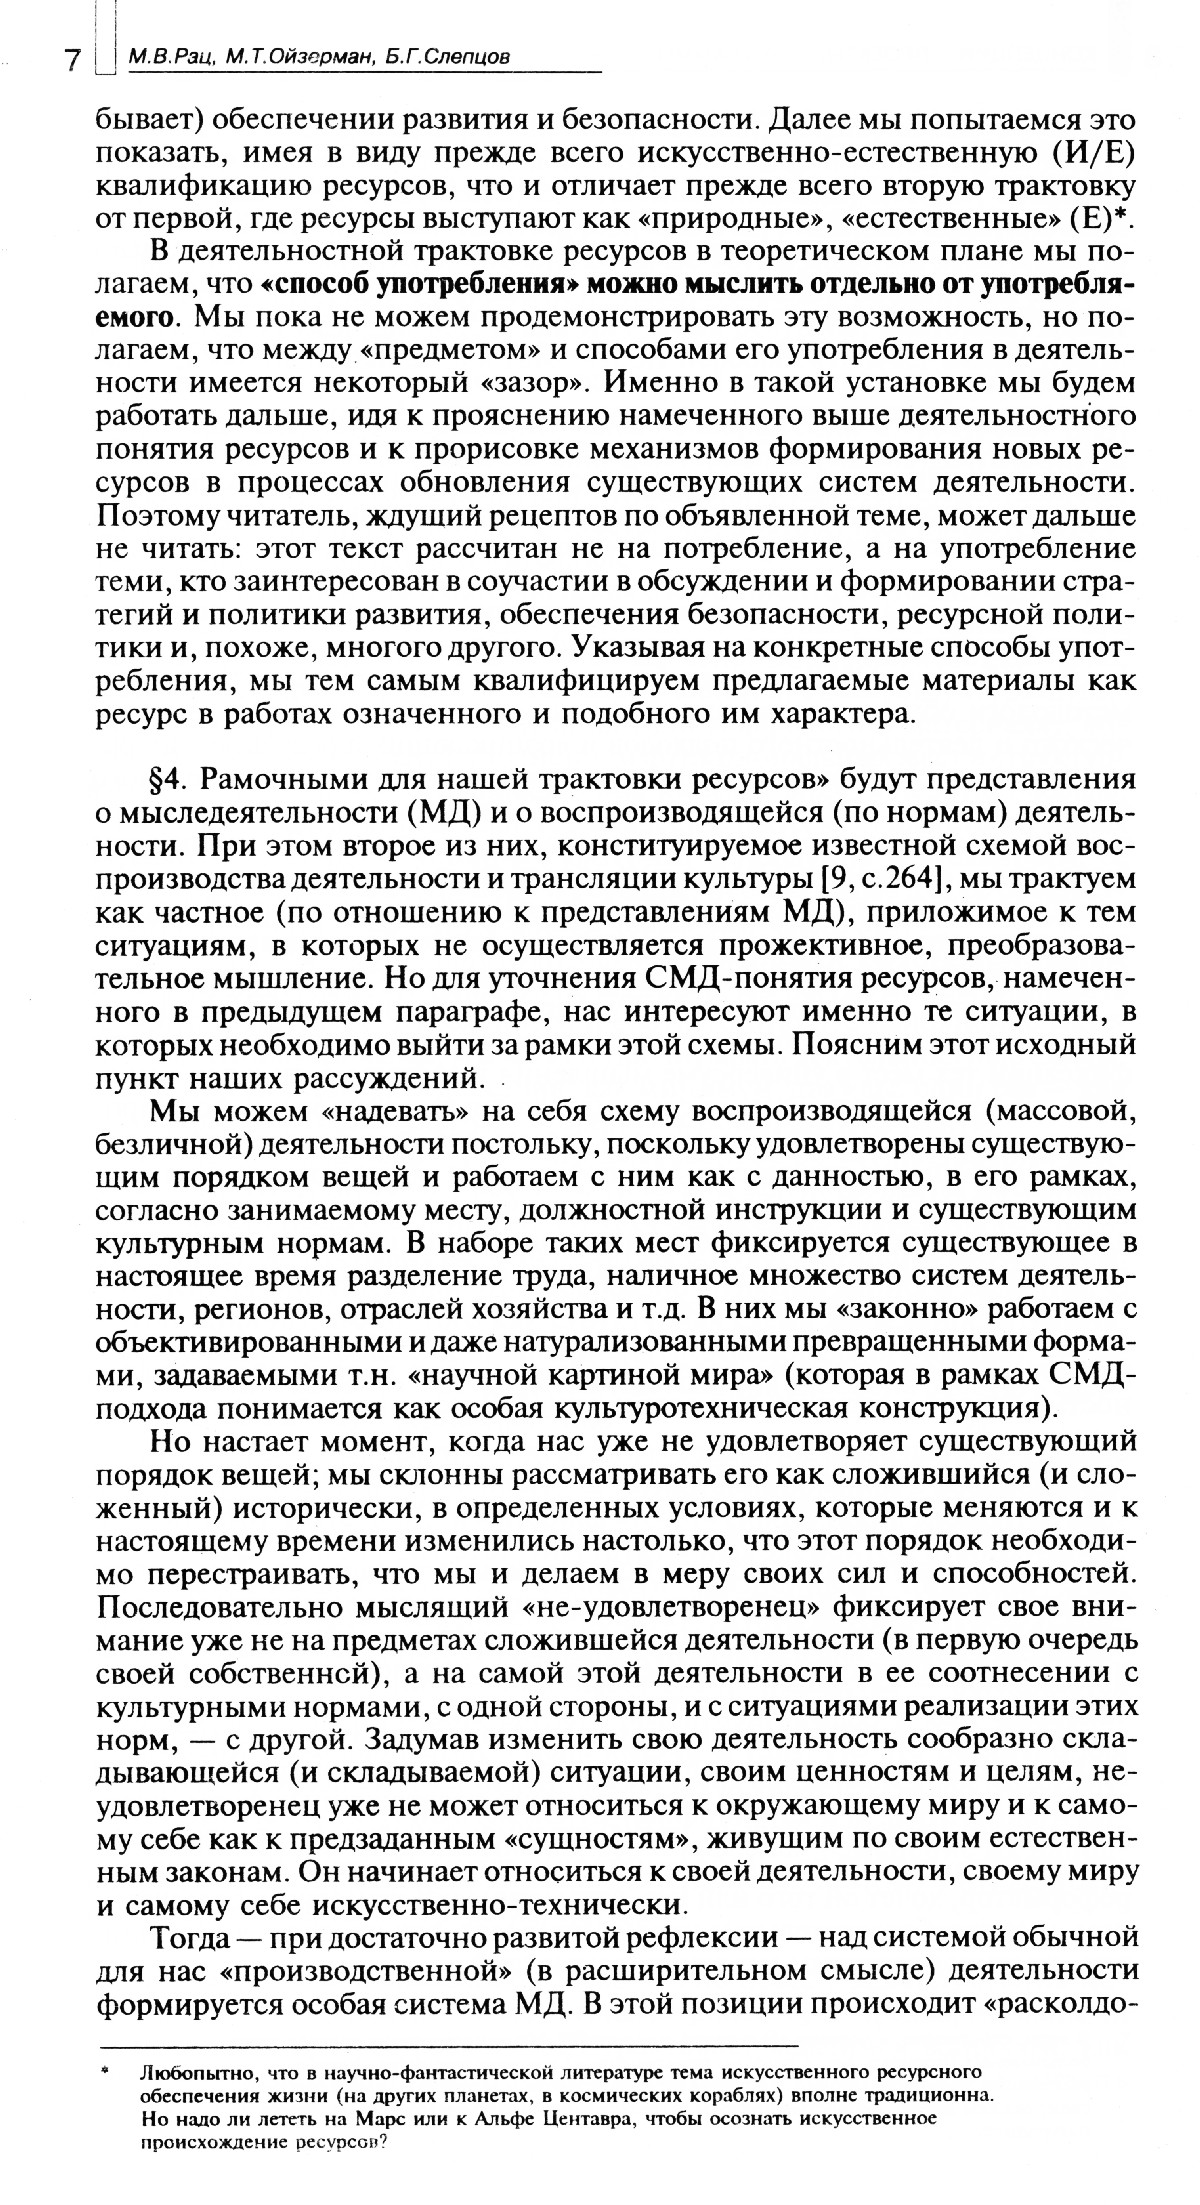 7 М.В.Рац, М.Т.Ойзерман, Б.Г.Слепцов
бывает) обеспечении развития и безопасности. Далее мы попытаемся это
показать, имея в виду прежде всего искусственно-естественную (И/Е)
квалификацию ресурсов, что и отличает прежде всего вторую трактовку
от первой, где ресурсы выступают как «природные», «естественные» (Е)*.
В деятельностной трактовке ресурсов в теоретическом плане мы по-
лагаем, что «способ употребления» можно мыслить отдельно от употребля-
емого. Мы пока не можем продемонстрировать эту возможность, но по-
лагаем, что между «предметом» и способами его употребления в деятель-
ности имеется некоторый «зазор». Именно в такой установке мы будем
работать дальше, идя к прояснению намеченного выше деятельностного
понятия ресурсов и к прорисовке механизмов формирования новых ре-
сурсов в процессах обновления существующих систем деятельности.
Поэтому читатель, ждущий рецептов по объявленной теме, может дальше
не читать: этот текст рассчитан не на потребление, а на употребление
теми, кто заинтересован в соучастии в обсуждении и формировании стра-
тегий и политики развития, обеспечения безопасности, ресурсной поли-
тики и, похоже, многого другого. Указывая на конкретные способы упот-
ребления, мы тем самым квалифицируем предлагаемые материалы как
ресурс в работах означенного и подобного им характера.
§4. Рамочными для нашей трактовки ресурсов» будут представления
о мыследеятельности (МД) и о воспроизводящейся (по нормам) деятель-
ности. При этом второе из них, конституируемое известной схемой вос-
производства деятельности и трансляции культуры [9, с.264], мы трактуем
как частное (по отношению к представлениям МД), приложимое к тем
ситуациям, в которых не осуществляется прожективное, преобразова-
тельное мышление. Но для уточнения СМД-понятия ресурсов, намечен-
ного в предыдущем параграфе, нас интересуют именно те ситуации, в
которых необходимо выйти за рамки этой схемы. Поясним этот исходный
пункт наших рассуждений.
Мы можем «надевать» на себя схему воспроизводящейся (массовой,
безличной) деятельности постольку, поскольку удовлетворены существую-
щим порядком вещей и работаем с ним как с данностью, в его рамках,
согласно занимаемому месту, должностной инструкции и существующим
культурным нормам. В наборе таких мест фиксируется существующее в
настоящее время разделение труда, наличное множество систем деятель-
ности, регионов, отраслей хозяйства и т.д. В них мы «законно» работаем с
объективированными и даже натурализованными превращенными форма-
ми, задаваемыми т.н. «научной картиной мира» (которая в рамках СМД-
подхода понимается как особая культуротехническая конструкция).
Но настает момент, когда нас уже не удовлетворяет существующий
порядок вещей; мы склонны рассматривать его как сложившийся (и сло-
женный) исторически, в определенных условиях, которые меняются и к
настоящему времени изменились настолько, что этот порядок необходи-
мо перестраивать, что мы и делаем в меру своих сил и способностей.
Последовательно мыслящий «не-удовлетворенец» фиксирует свое вни-
мание уже не на предметах сложившейся деятельности (в первую очередь
своей собственной), а на самой этой деятельности в ее соотнесении с
культурными нормами, с одной стороны, и с ситуациями реализации этих
норм, — с другой. Задумав изменить свою деятельность сообразно скла-
дывающейся (и складываемой) ситуации, своим ценностям и целям, не-
удовлетворенец уже не может относиться к окружающему миру и к само-
му себе как к предзаданным «сущностям», живущим по своим естествен-
ным законам. Он начинает относиться к своей деятельности, своему миру
и самому себе искусственно-технически.
Тогда — при достаточно развитой рефлексии — над системой обычной
для нас «производственной» (в расширительном смысле) деятельности
формируется особая система МД. В этой позиции происходит «расколдо-
* Любопытно, что в научно-фантастической литературе тема искусственного ресурсного
обеспечения жизни (на других планетах, в космических кораблях) вполне традиционна.
Но надо ли лететь на Марс или к Альфе Центавра, чтобы осознать искусственное
происхождение ресурсов?